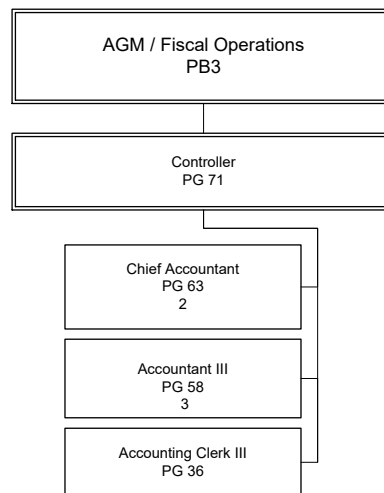 AGM / Fiscal Operations
PB3
Controller
PG 71
Chief Accountant
PG 63
2
Accountant III
PG 58
3
Accounting Clerk III
PG 36